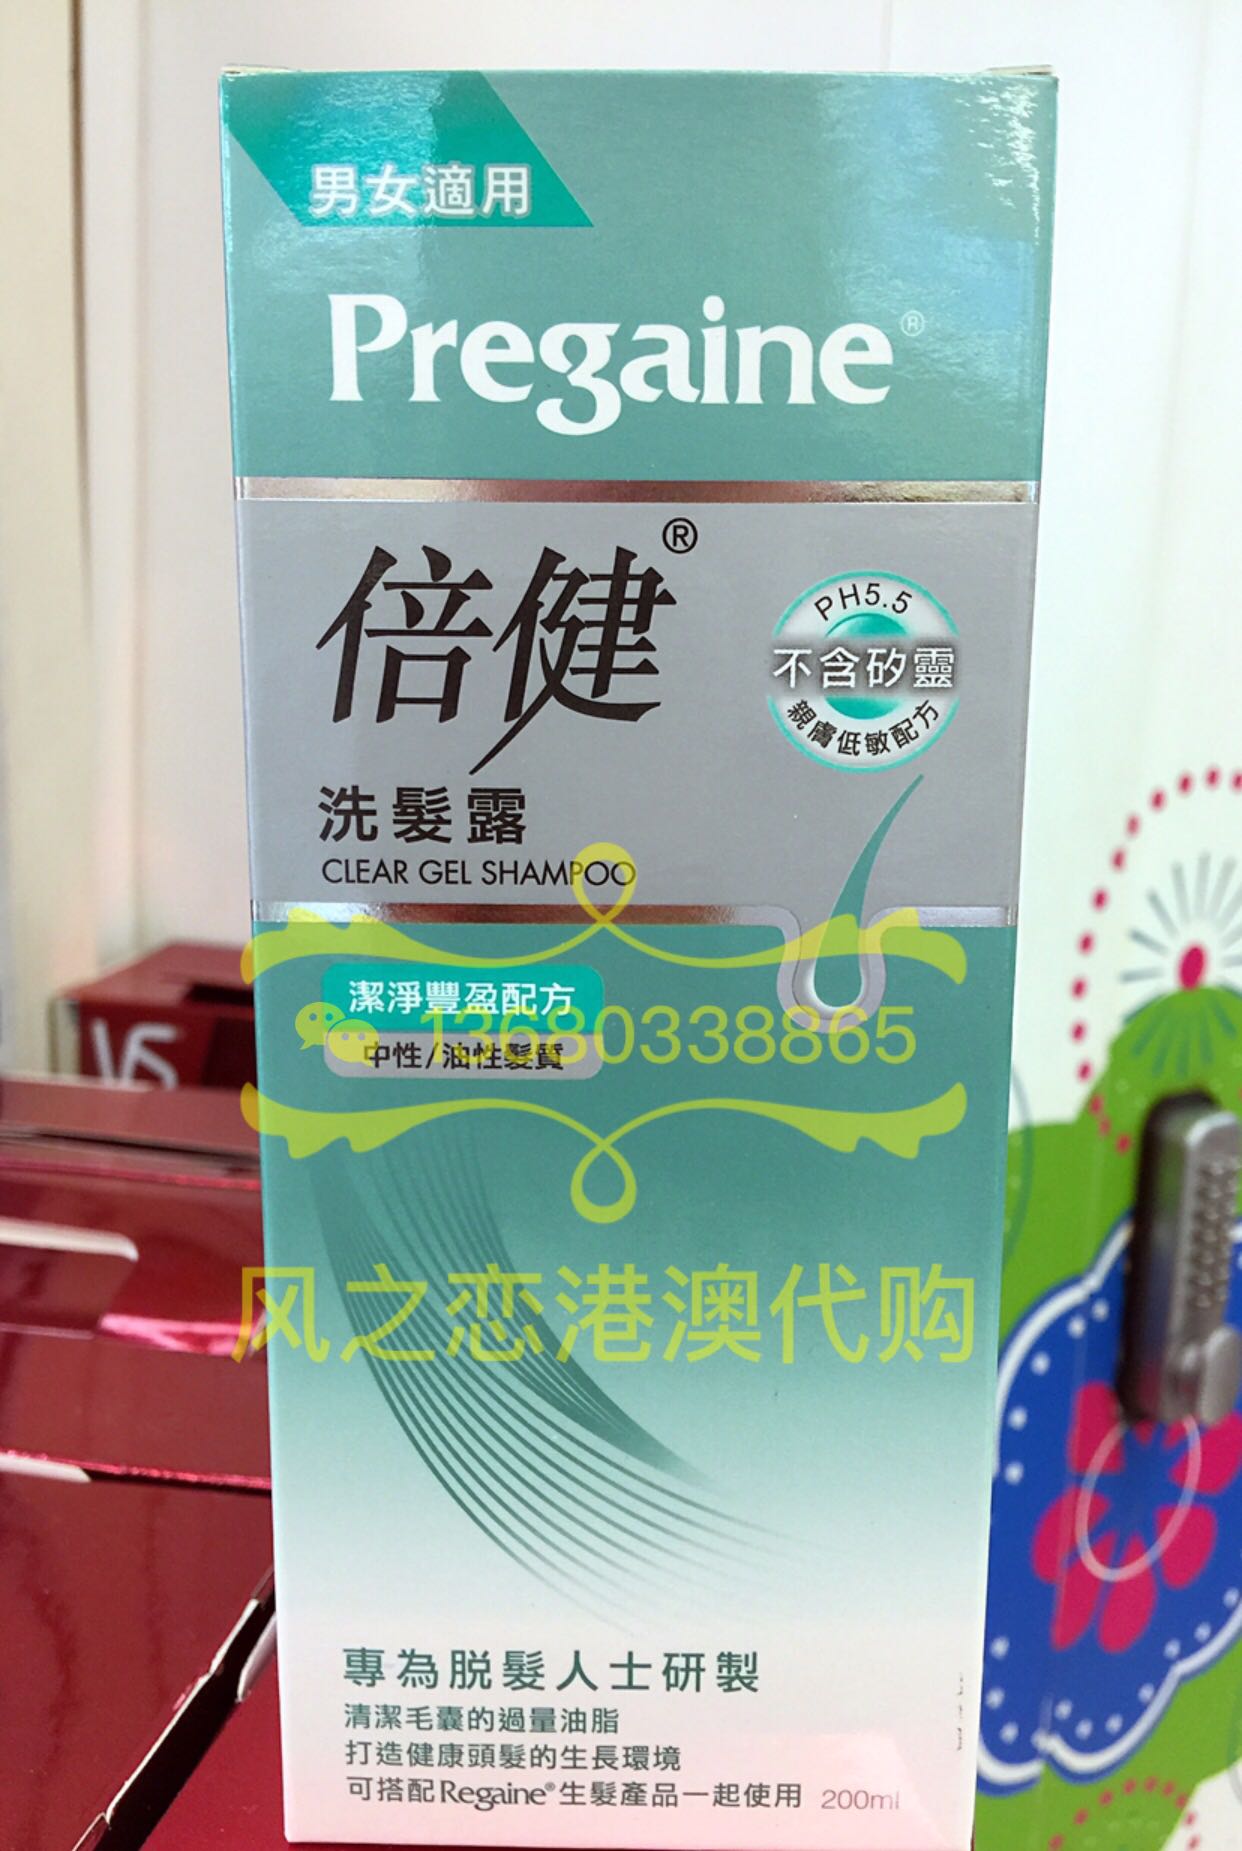 男女適用
Pregaine®
倍健®
PH5.5
不含矽靈
親膚低敏配方
洗髮露
CLEAR GEL SHAMPOO
潔淨豐盈配方
13680338865
中性/油性髮質
VS
风之恋港澳代购
專為脱髮人士研製
清潔毛囊的過量油脂
打造健康頭髮的生長環境
可搭配Regaine®生髮產品一起使用 200ml